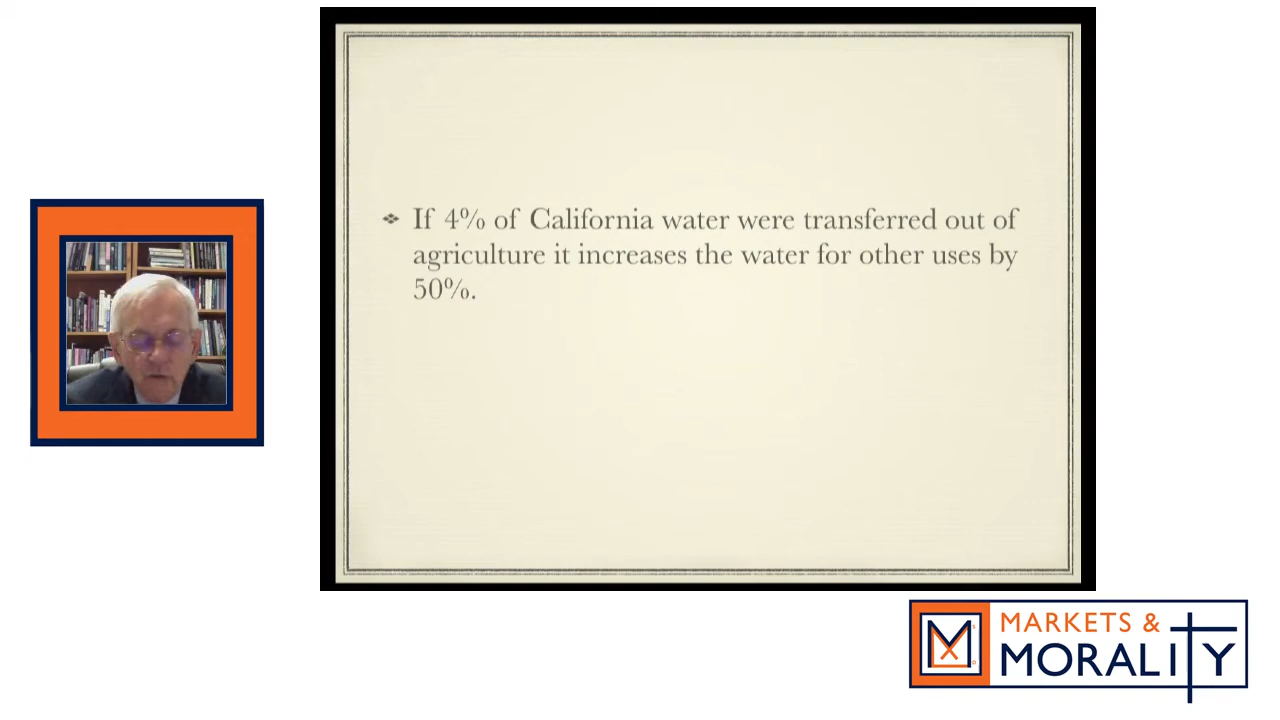 If 4% of California water were transferred out of
agriculture it increases the water for other uses by
50%.
MARKETS &
MORALITY